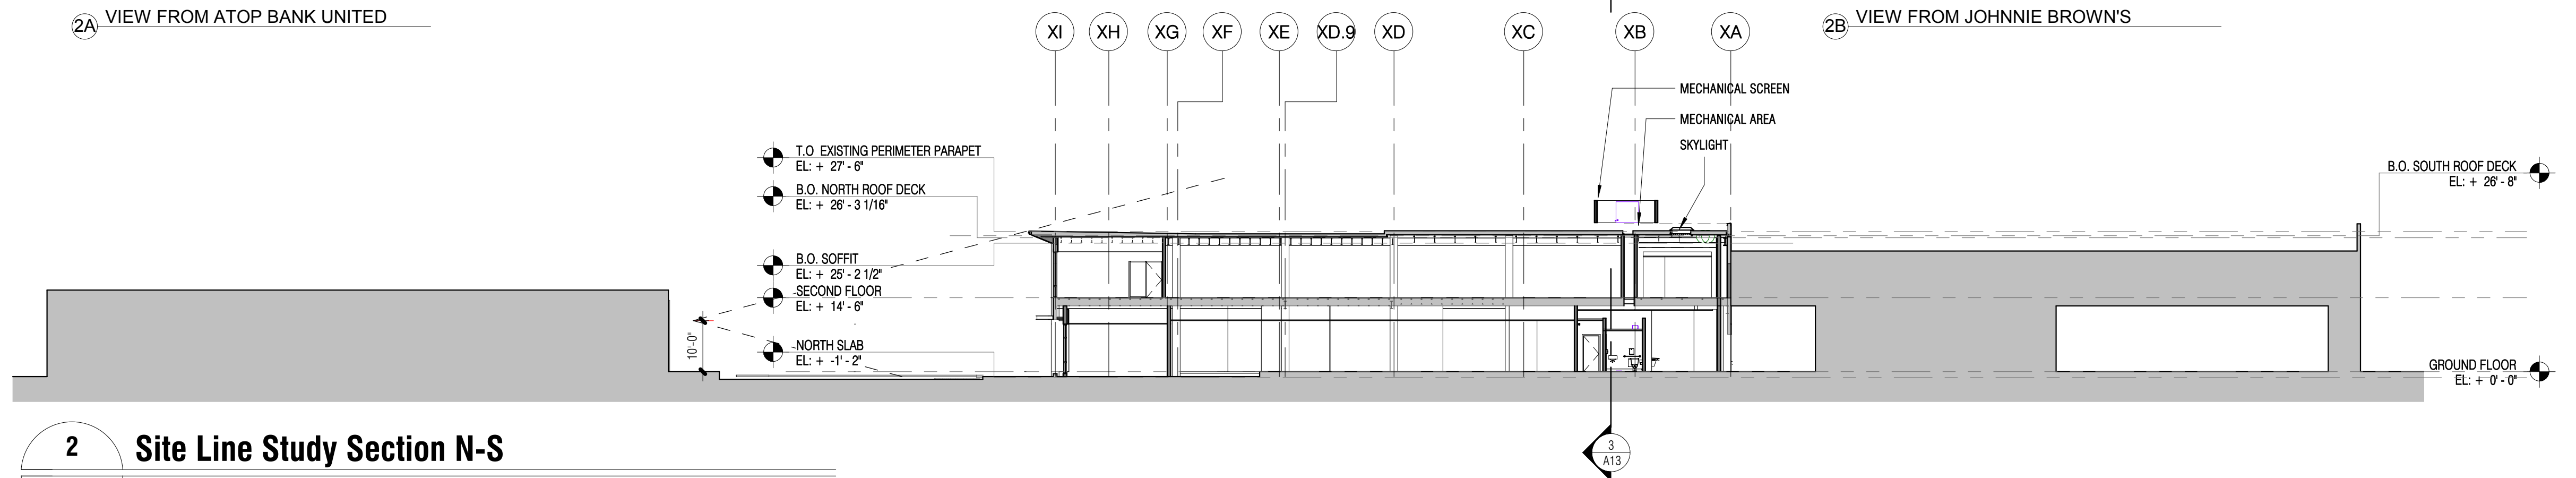 2A VIEW FROM ATOP BANK UNITED
2B VIEW FROM JOHNNIE BROWN'S
XI XH XG XF XE XD.9 XD XC XB XA
MECHANICAL SCREEN
MECHANICAL AREA
SKYLIGHT
T.O EXISTING PERIMETER PARAPET
EL: + 27' - 6"
B.O. NORTH ROOF DECK
EL: + 26' - 3 1/16"
B.O. SOFFIT
EL: + 25' - 2 1/2"
SECOND FLOOR
EL: + 14' - 6"
NORTH SLAB
EL: + -1' - 2"
10'-0"
B.O. SOUTH ROOF DECK
EL: + 26' - 8"
GROUND FLOOR
EL: + 0' - 0"
2 Site Line Study Section N-S
3
A13